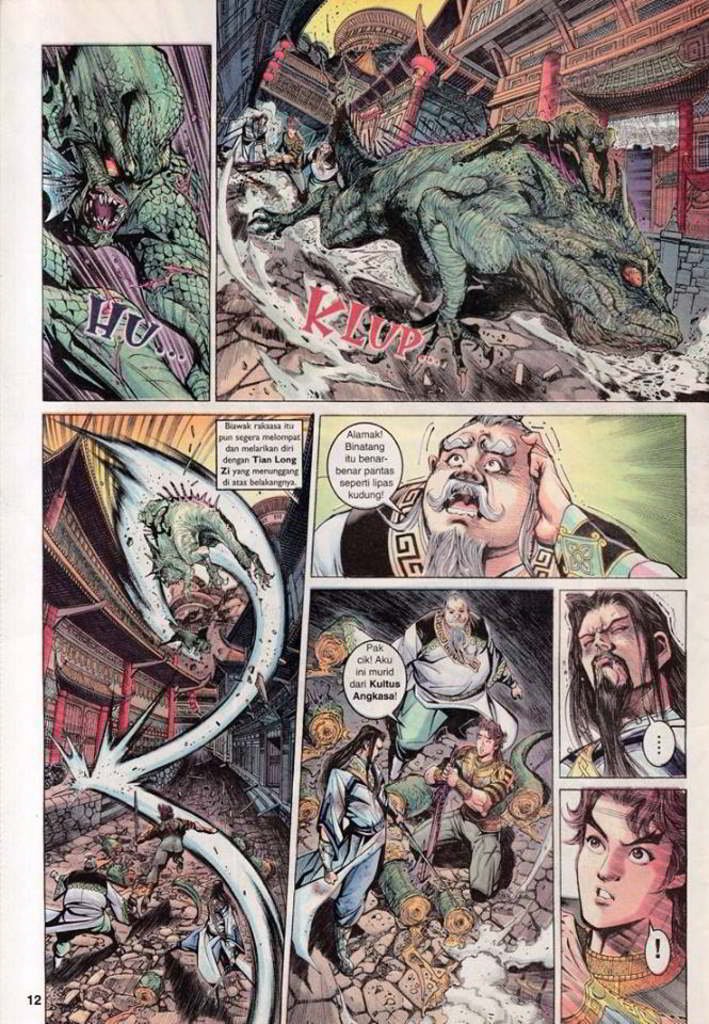 HU...
KLUP...
Biawak raksasa itu
pun segera melompat
dan melarikan diri
dengan Tian Long
Zi yang menunggang
di atas belakangnya.
Alamak!
Binatang
itu benar-
benar pantas
seperti lipas
kudung!
Pak
cik! Aku
ini murid
dari Kultus
Angkasa!
...
!
12